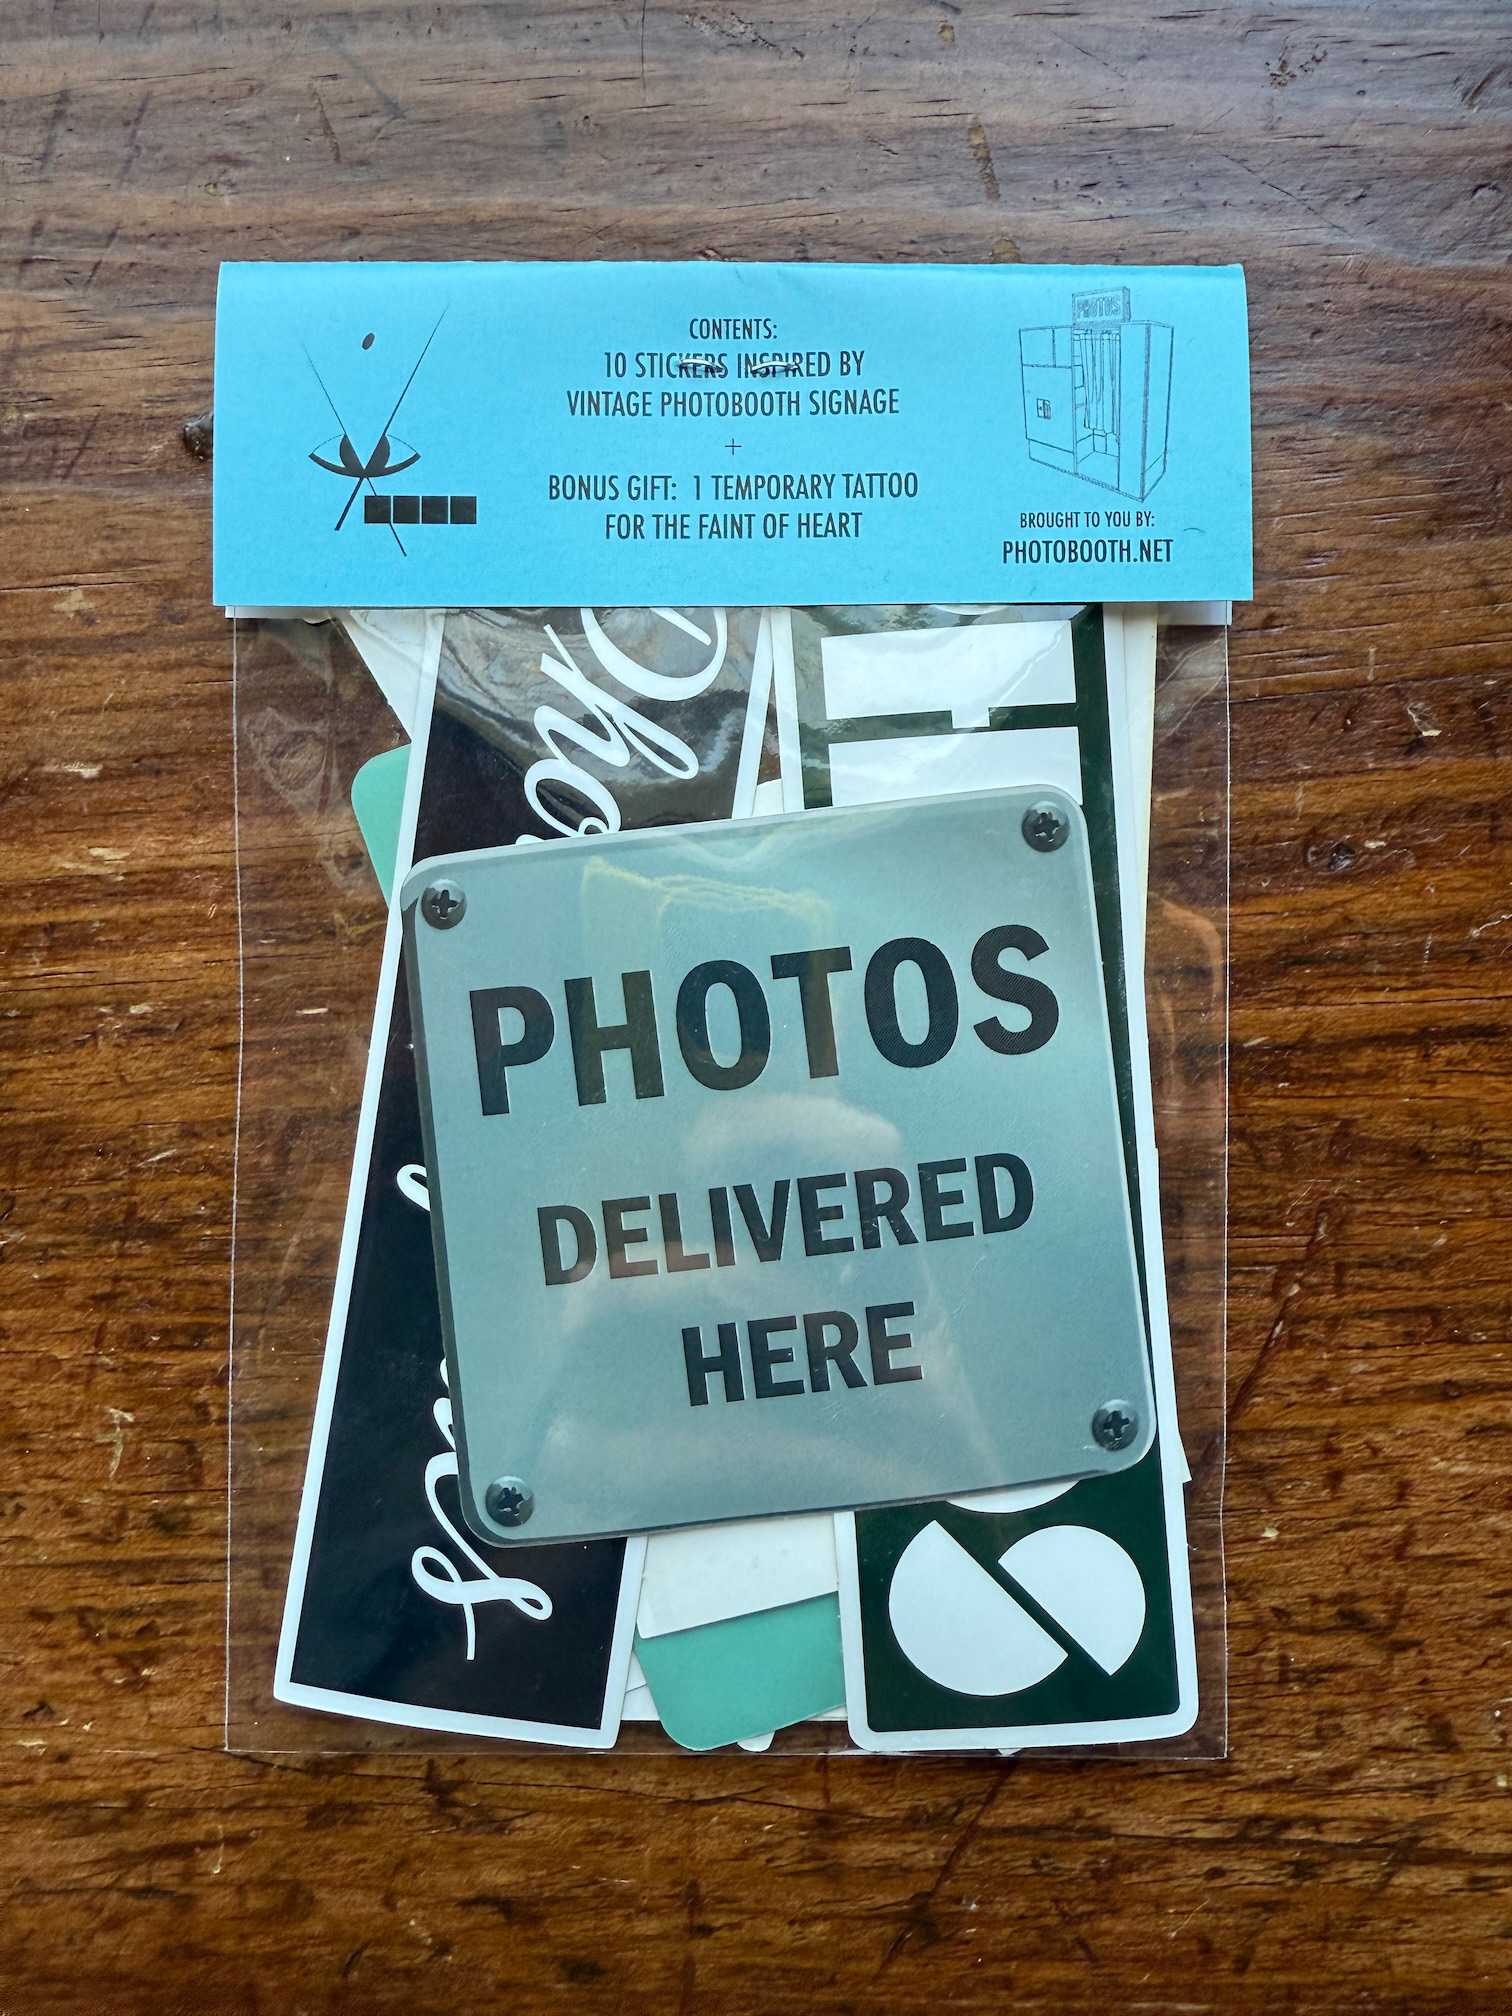 CONTENTS:
10 STICKERS INSPIRED BY
VINTAGE PHOTOBOOTH SIGNAGE
+
BONUS GIFT: 1 TEMPORARY TATTOO
FOR THE FAINT OF HEART
PHOTOS
BROUGHT TO YOU BY:
PHOTOBOOTH.NET
PHOTOS
DELIVERED
HERE